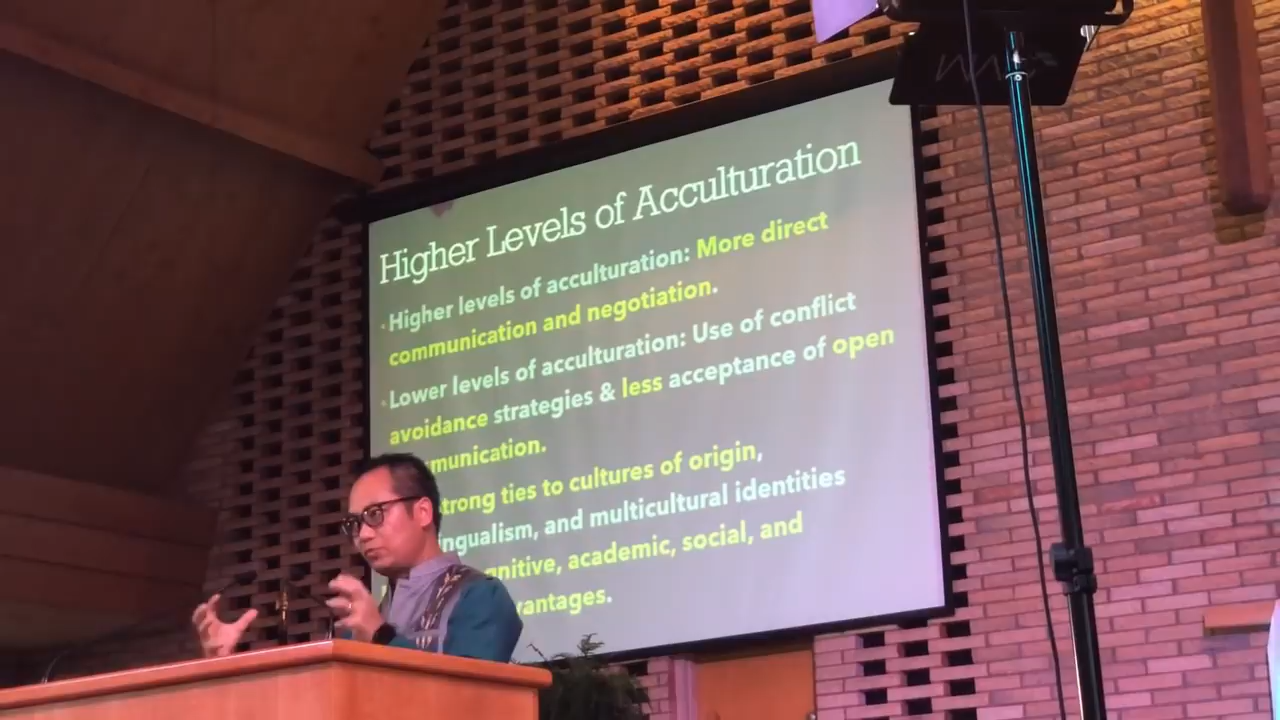 Higher Levels of Acculturation
·Higher levels of acculturation: More direct
communication and negotiation.
·Lower levels of acculturation: Use of conflict
avoidance strategies & less acceptance of open
munication.
trong ties to cultures of origin,
ngualism, and multicultural identities
gnitive, academic, social, and
vantages.